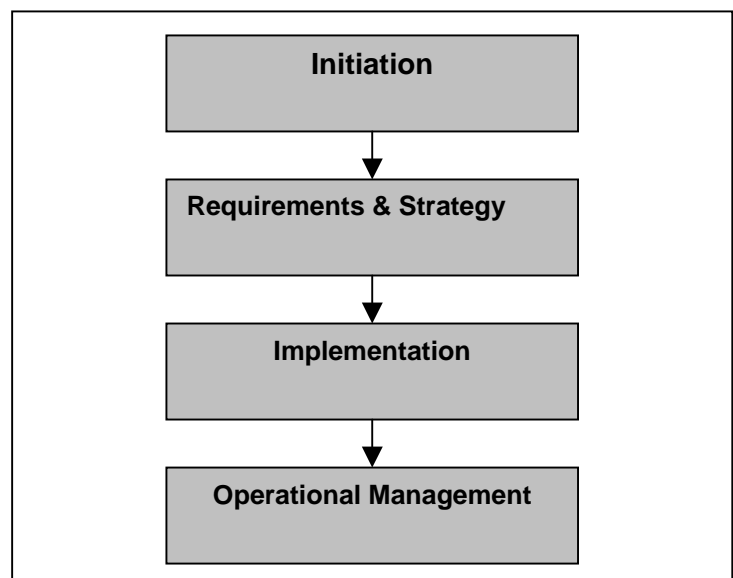 Initiation
Requirements & Strategy
Implementation
Operational Management